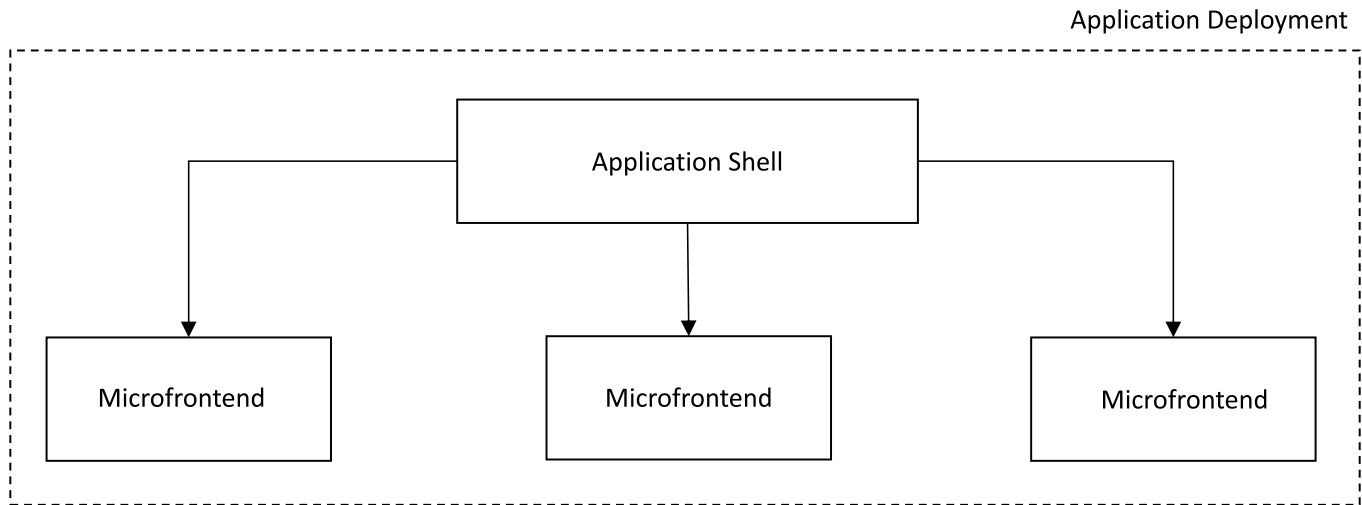 Application Deployment
Application Shell
Microfrontend
Microfrontend
Microfrontend